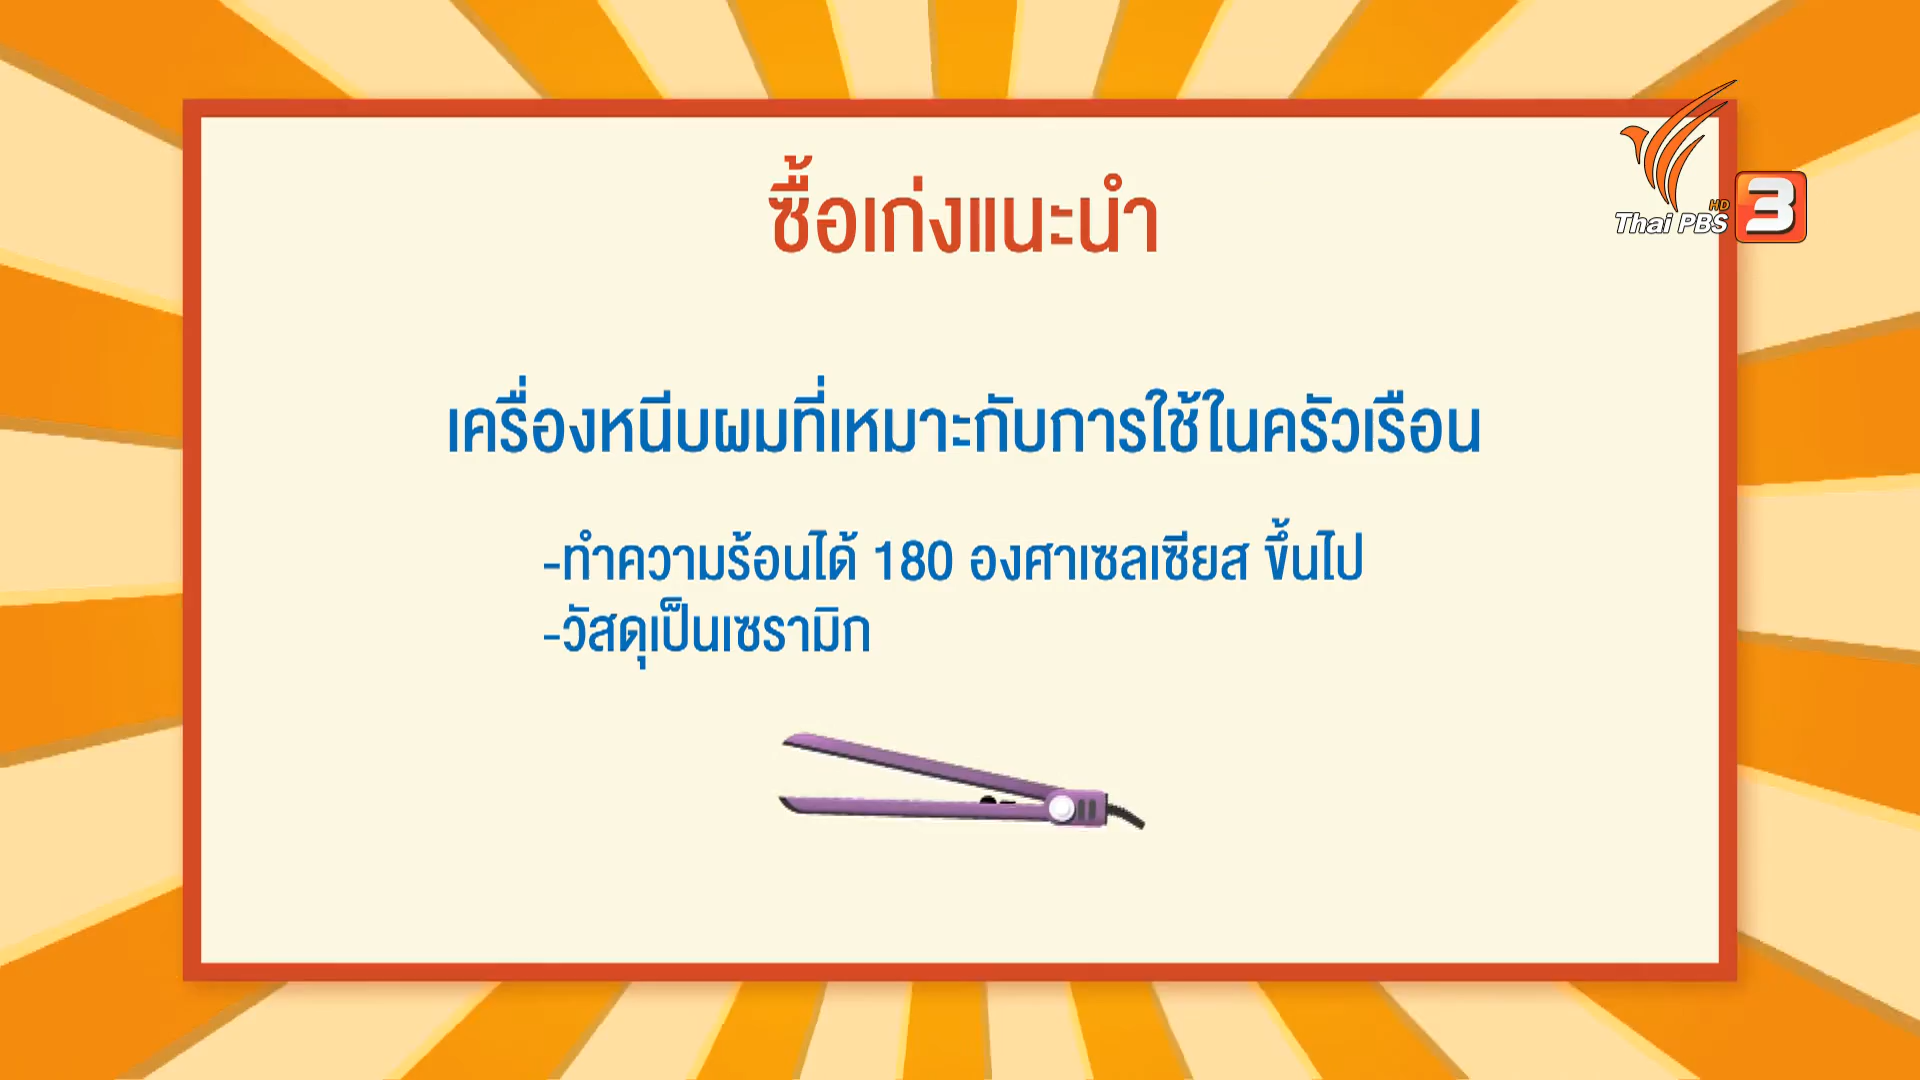 ซื้อเก่งแนะนำ
Thai PBS HD 3
เครื่องหนีบผมที่เหมาะกับการใช้ในครัวเรือน
-ทำความร้อนได้ 180 องศาเซลเซียส ขึ้นไป
-วัสดุเป็นเซรามิก